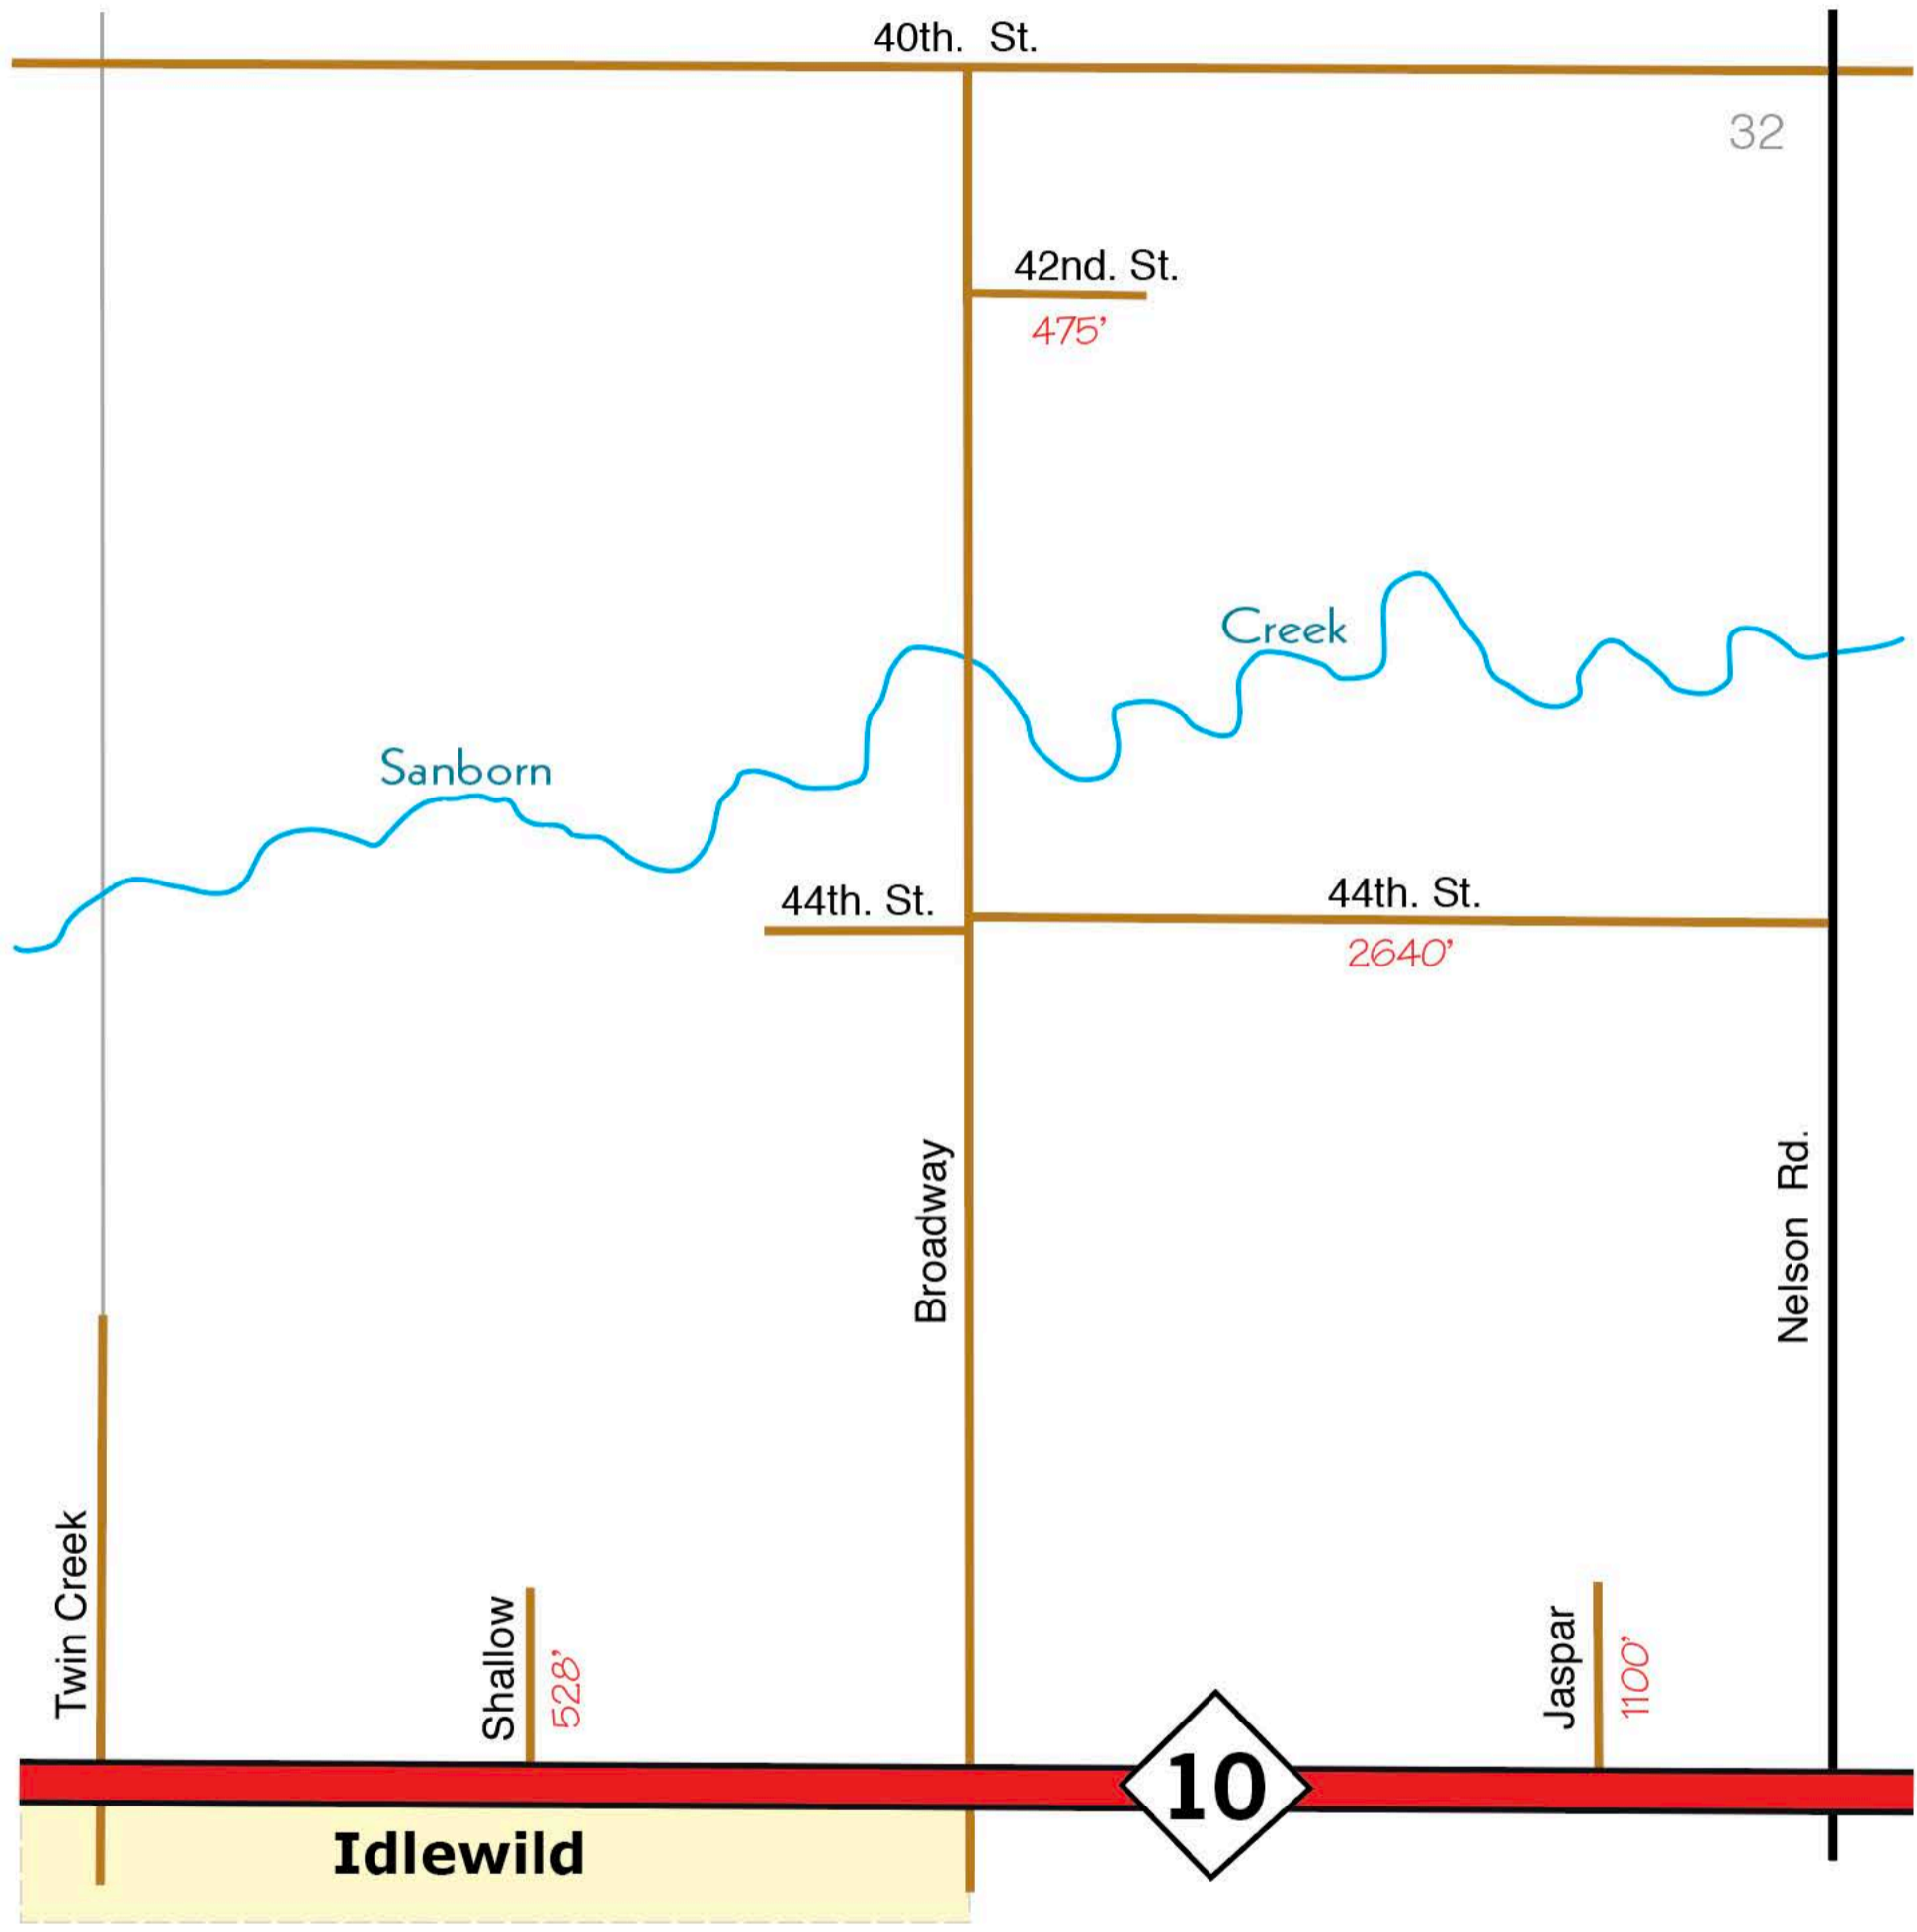 40th. St.
32
42nd. St.
475'
Creek
Sanborn
44th. St.
44th. St.
2640'
Broadway
Nelson Rd.
Twin Creek
Shallow
528'
Jaspar
1100'
10
Idlewild